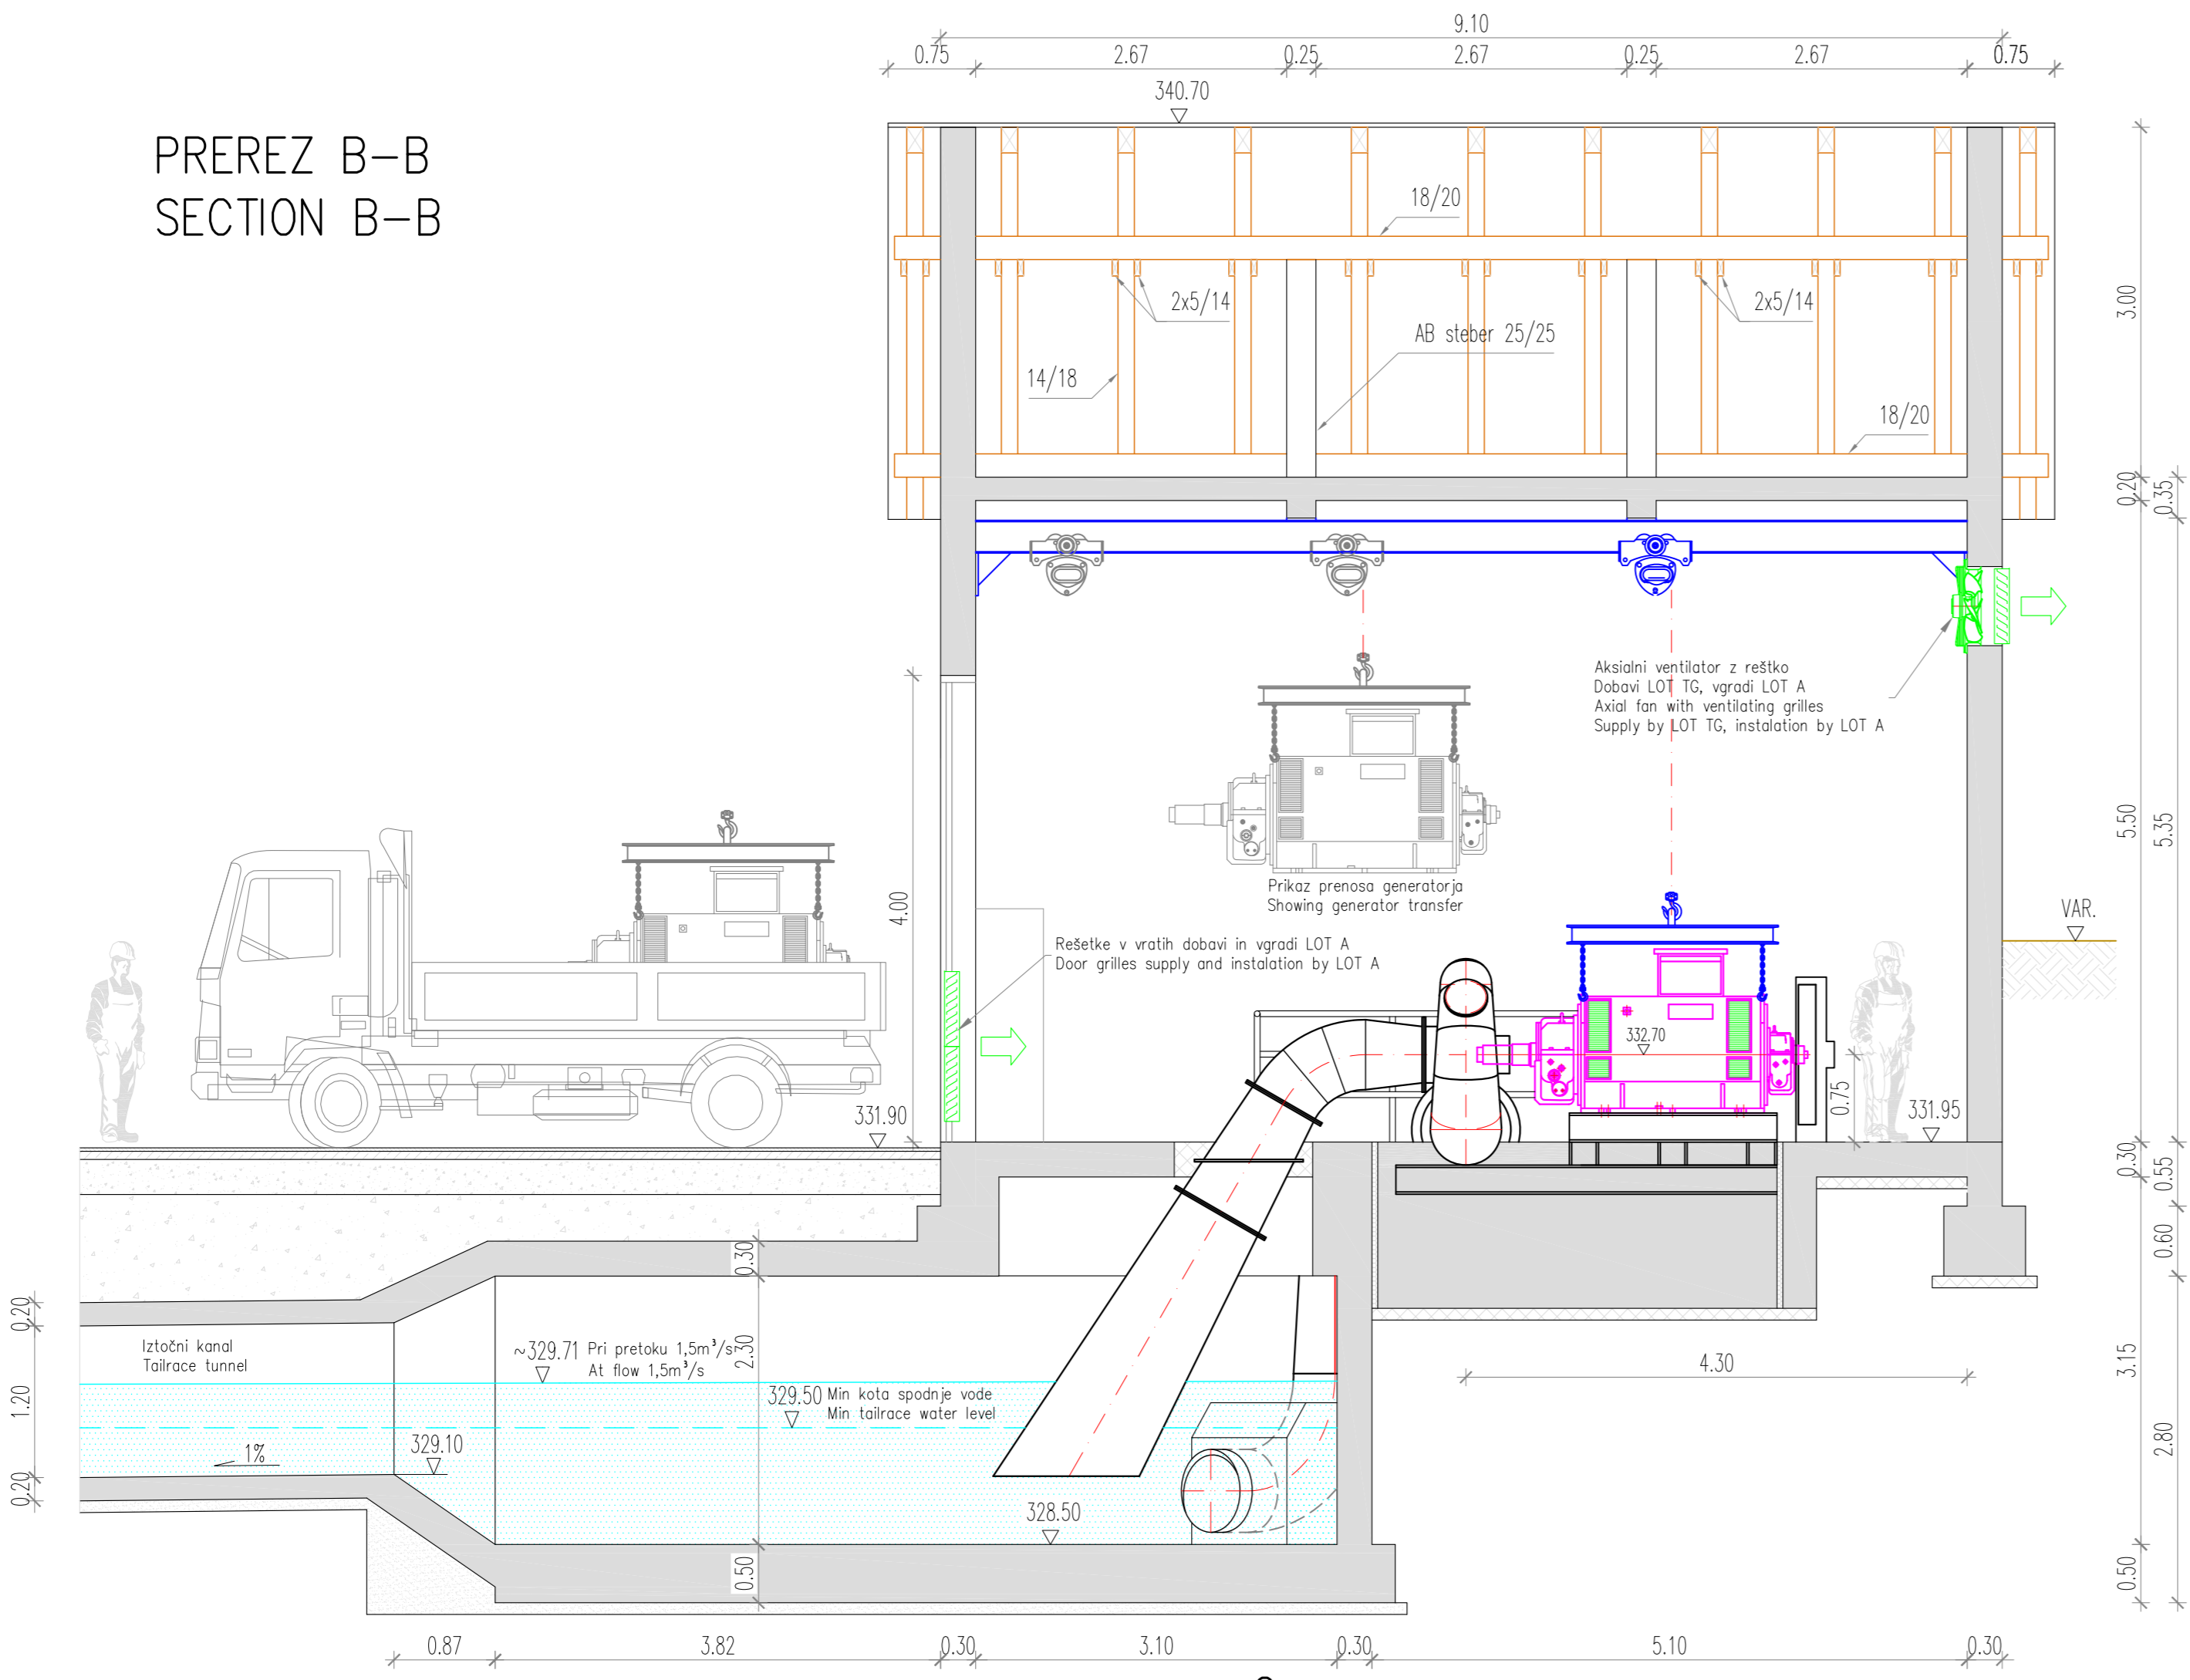 9.10
0.75 2.67 0.25 2.67 0.25 2.67 0.75
340.70
PREREZ B-B
SECTION B-B
18/20
2x5/14
2x5/14
AB steber 25/25
14/18
18/20
3.00
0.20
0.35
Aksialni ventilator z reštko
Dobavi LOT TG, vgradi LOT A
Axial fan with ventilating grilles
Supply by LOT TG, instalation by LOT A
5.50
5.35
4.00
Prikaz prenosa generatorja
Showing generator transfer
VAR.
Rešetke v vratih dobavi in vgradi LOT A
Door grilles supply and instalation by LOT A
332.70
0.75
331.90
331.95
0.30
0.55
0.60
0.30
0.20
Iztočni kanal
Tailrace tunnel
~329.71 Pri pretoku 1,5m³/s
At flow 1,5m³/s
2.30
4.30
3.15
1.20
329.50 Min kota spodnje vode
Min tailrace water level
2.80
1%
329.10
0.20
328.50
0.50
0.50
0.87 3.82 0.30 3.10 0.30 5.10 0.30